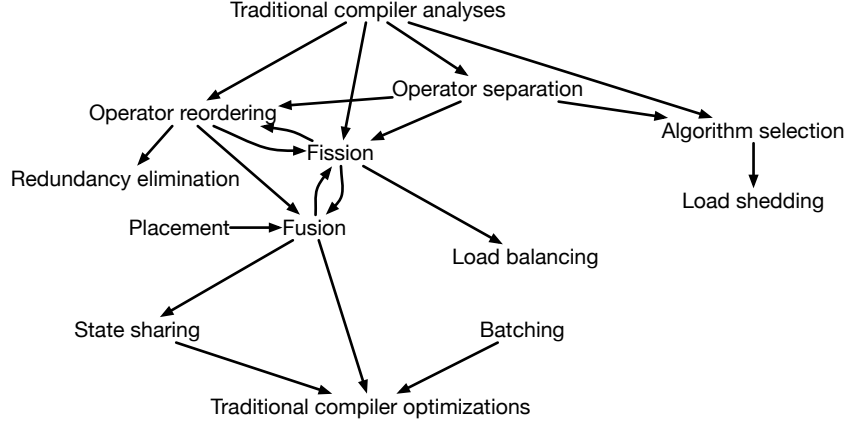 Traditional compiler analyses
Operator separation
Operator reordering
Algorithm selection
Fission
Redundancy elimination
Load shedding
Placement
Fusion
Load balancing
State sharing
Batching
Traditional compiler optimizations